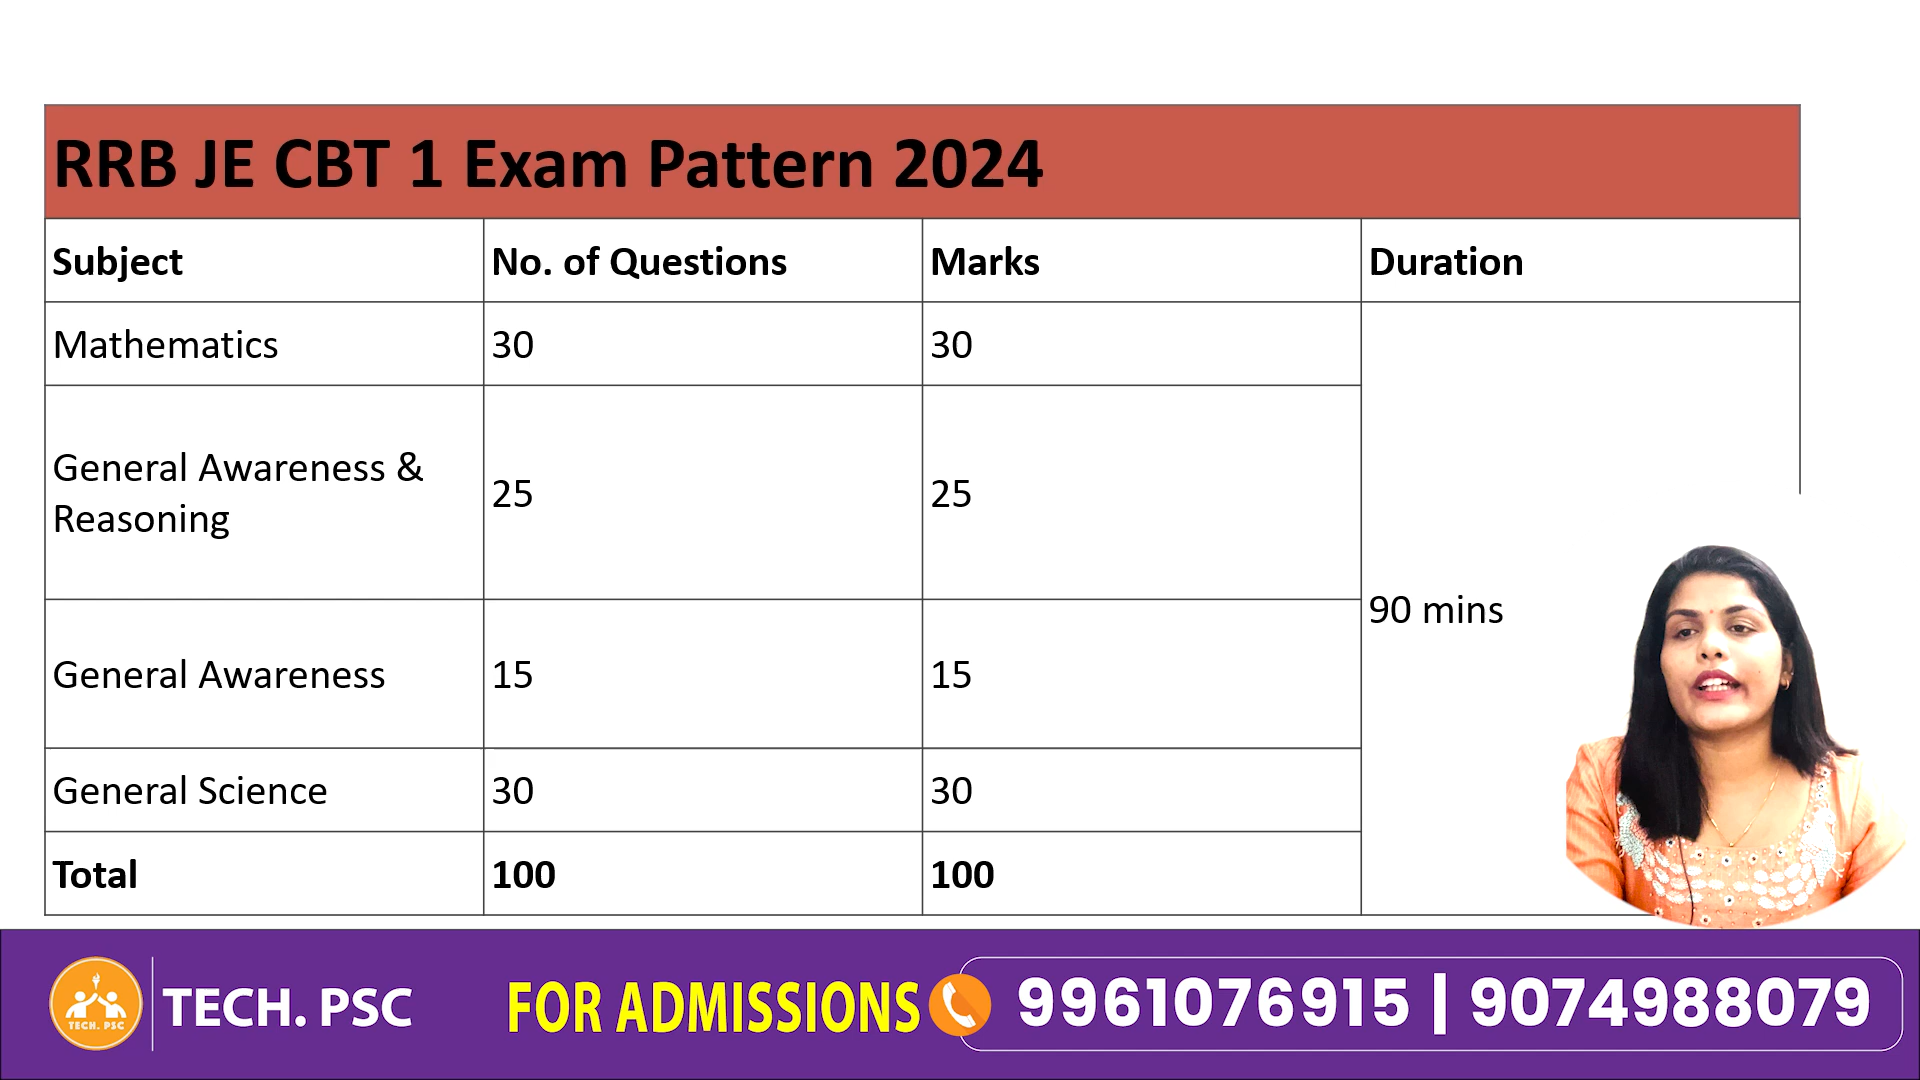 RRB JE CBT 1 Exam Pattern 2024
Subject No. of Questions Marks Duration
Mathematics 30 30
General Awareness &
Reasoning
25 25
90 mins
General Awareness 15 15
General Science 30 30
Total 100 100
TECH. PSC
TECH. PSC
FOR ADMISSIONS
9961076915 | 9074988079